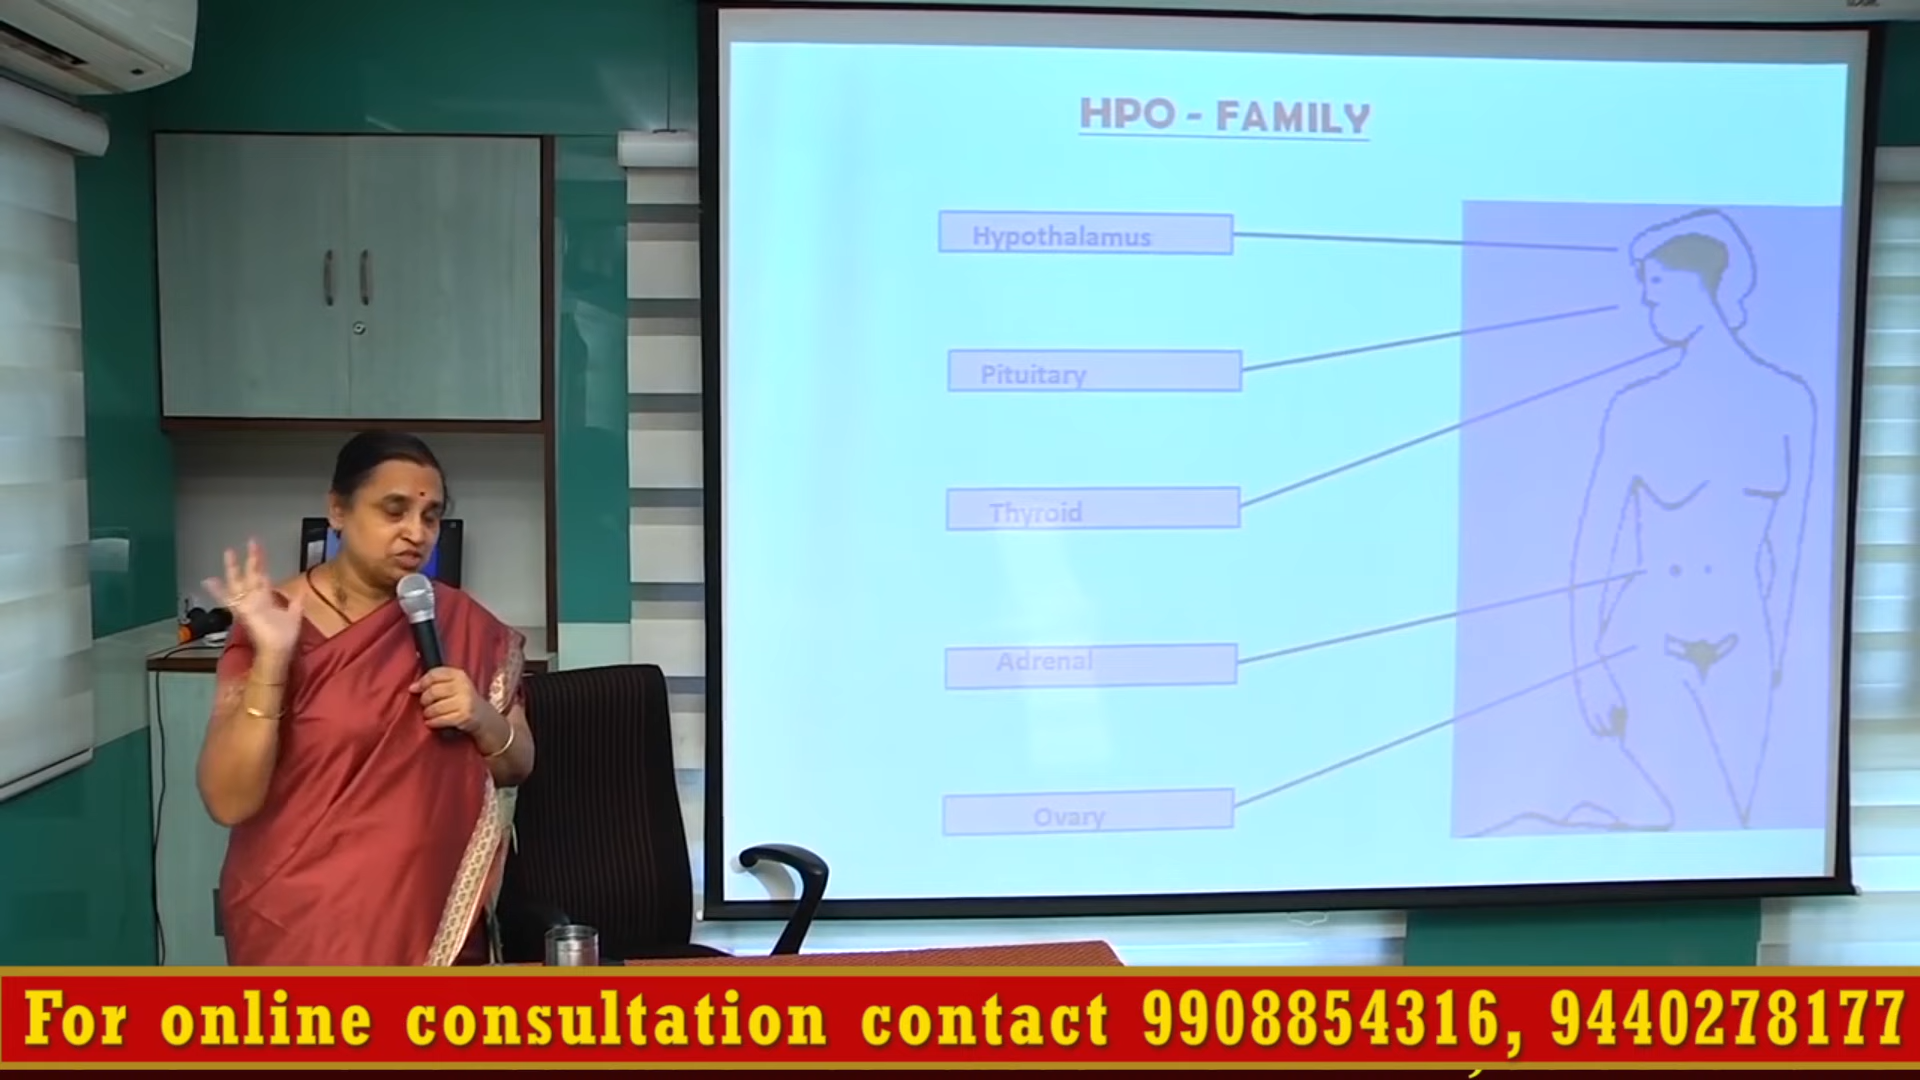 HPO - FAMILY
Hypothalamus
Pituitary
Thyroid
Adrenal
Ovary
For online consultation contact 9908854316, 9440278177